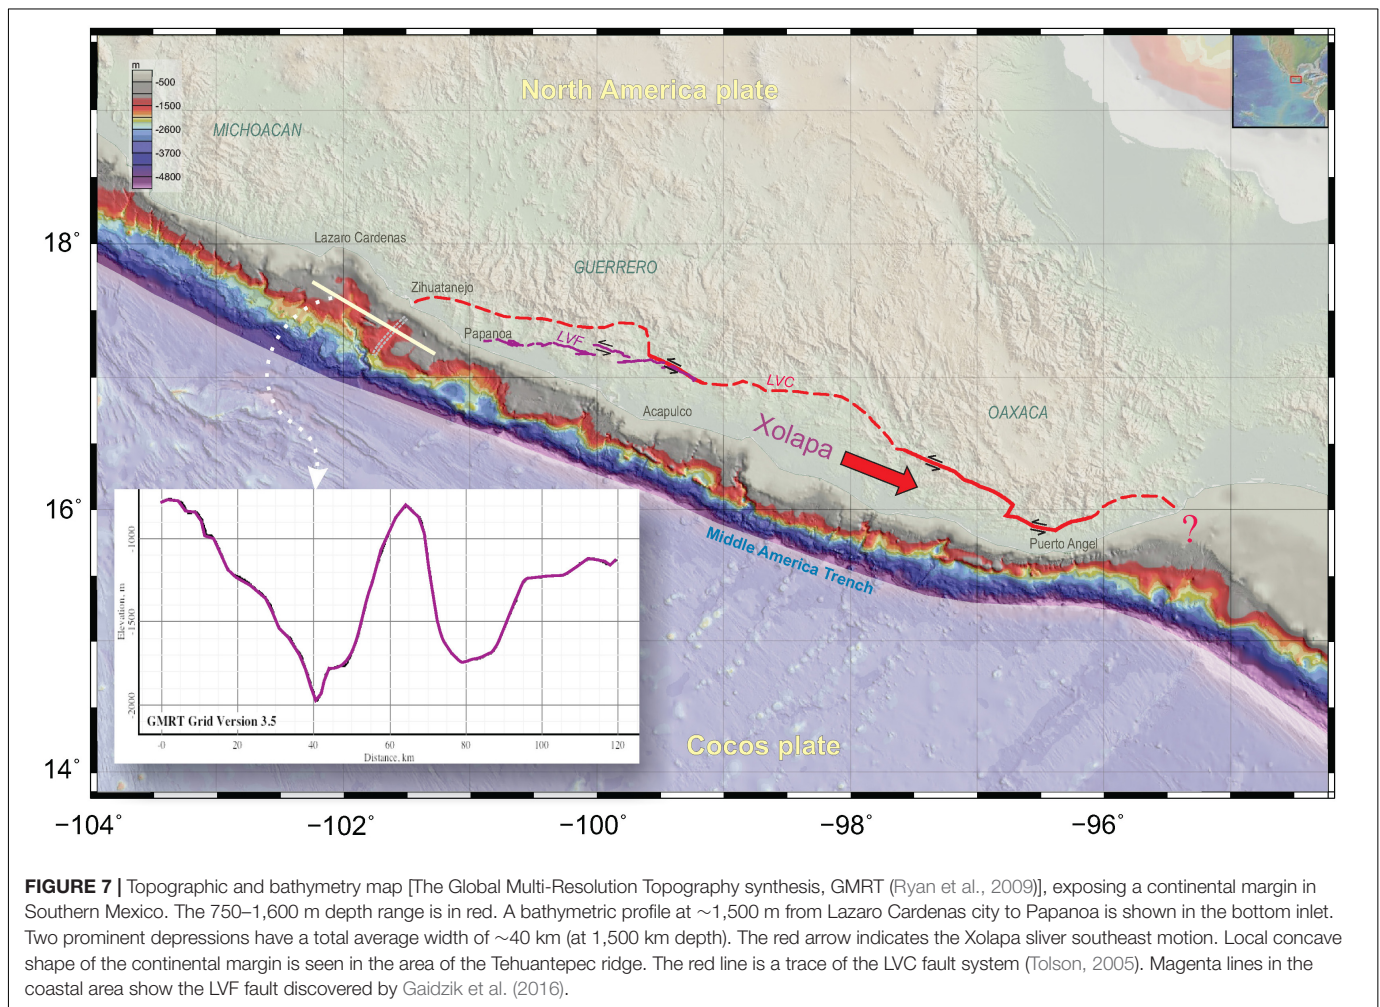 m
-500
-1500
-2600
-3700
-4800
North America plate
MICHOACAN
18°
Lazaro Cardenas
GUERRERO
Zihuatanejo
Papanoa
LVF
LVC
Acapulco
OAXACA
Xolapa
16°
?
Puerto Angel
Middle America Trench
-1000
-1500
-2000
Elevation, m
GMRT Grid Version 3.5
-0 20 40 60 80 100 120
Distance, km
Cocos plate
14°
−104° −102° −100° −98° −96°
FIGURE 7 | Topographic and bathymetry map [The Global Multi-Resolution Topography synthesis, GMRT (Ryan et al., 2009)], exposing a continental margin in
Southern Mexico. The 750–1,600 m depth range is in red. A bathymetric profile at ∼1,500 m from Lazaro Cardenas city to Papanoa is shown in the bottom inlet.
Two prominent depressions have a total average width of ∼40 km (at 1,500 km depth). The red arrow indicates the Xolapa sliver southeast motion. Local concave
shape of the continental margin is seen in the area of the Tehuantepec ridge. The red line is a trace of the LVC fault system (Tolson, 2005). Magenta lines in the
coastal area show the LVF fault discovered by Gaidzik et al. (2016).